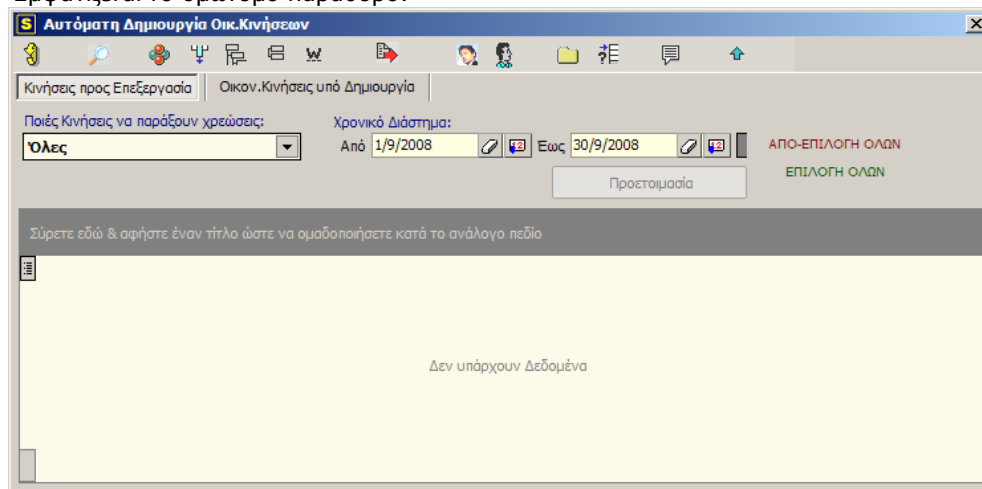 Εμφανίζεται το ομώνυμο παράθυρο.
Αυτόματη Δημιουργία Οικ.Κινήσεων
Κινήσεις προς Επεξεργασία Οικον.Κινήσεις υπό Δημιουργία
Ποιές Κινήσεις να παράξουν χρεώσεις: Χρονικό Διάστημα:
Όλες Από 1/9/2008 Έως 30/9/2008 ΑΠΟ-ΕΠΙΛΟΓΗ ΟΛΩΝ
Προετοιμασία ΕΠΙΛΟΓΗ ΟΛΩΝ
Σύρετε εδώ & αφήστε έναν τίτλο ώστε να ομαδοποιήσετε κατά το ανάλογο πεδίο
Δεν υπάρχουν Δεδομένα